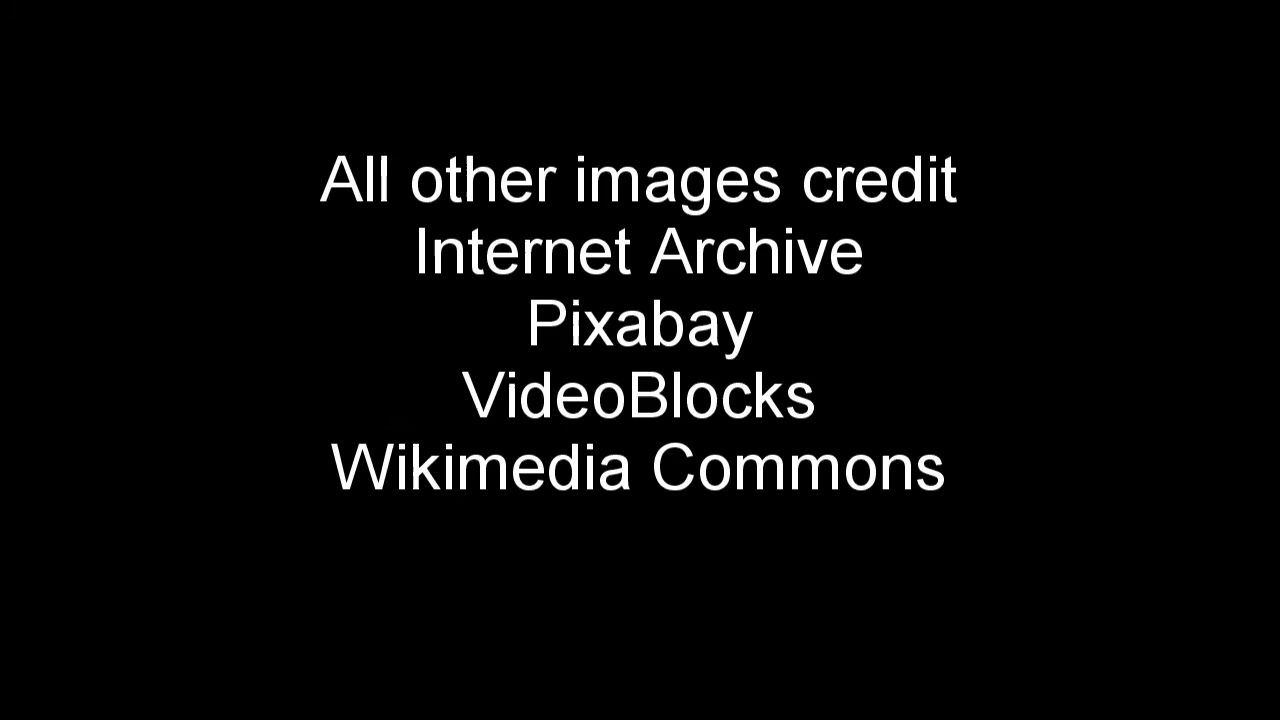 All other images credit
Internet Archive
Pixabay
VideoBlocks
Wikimedia Commons